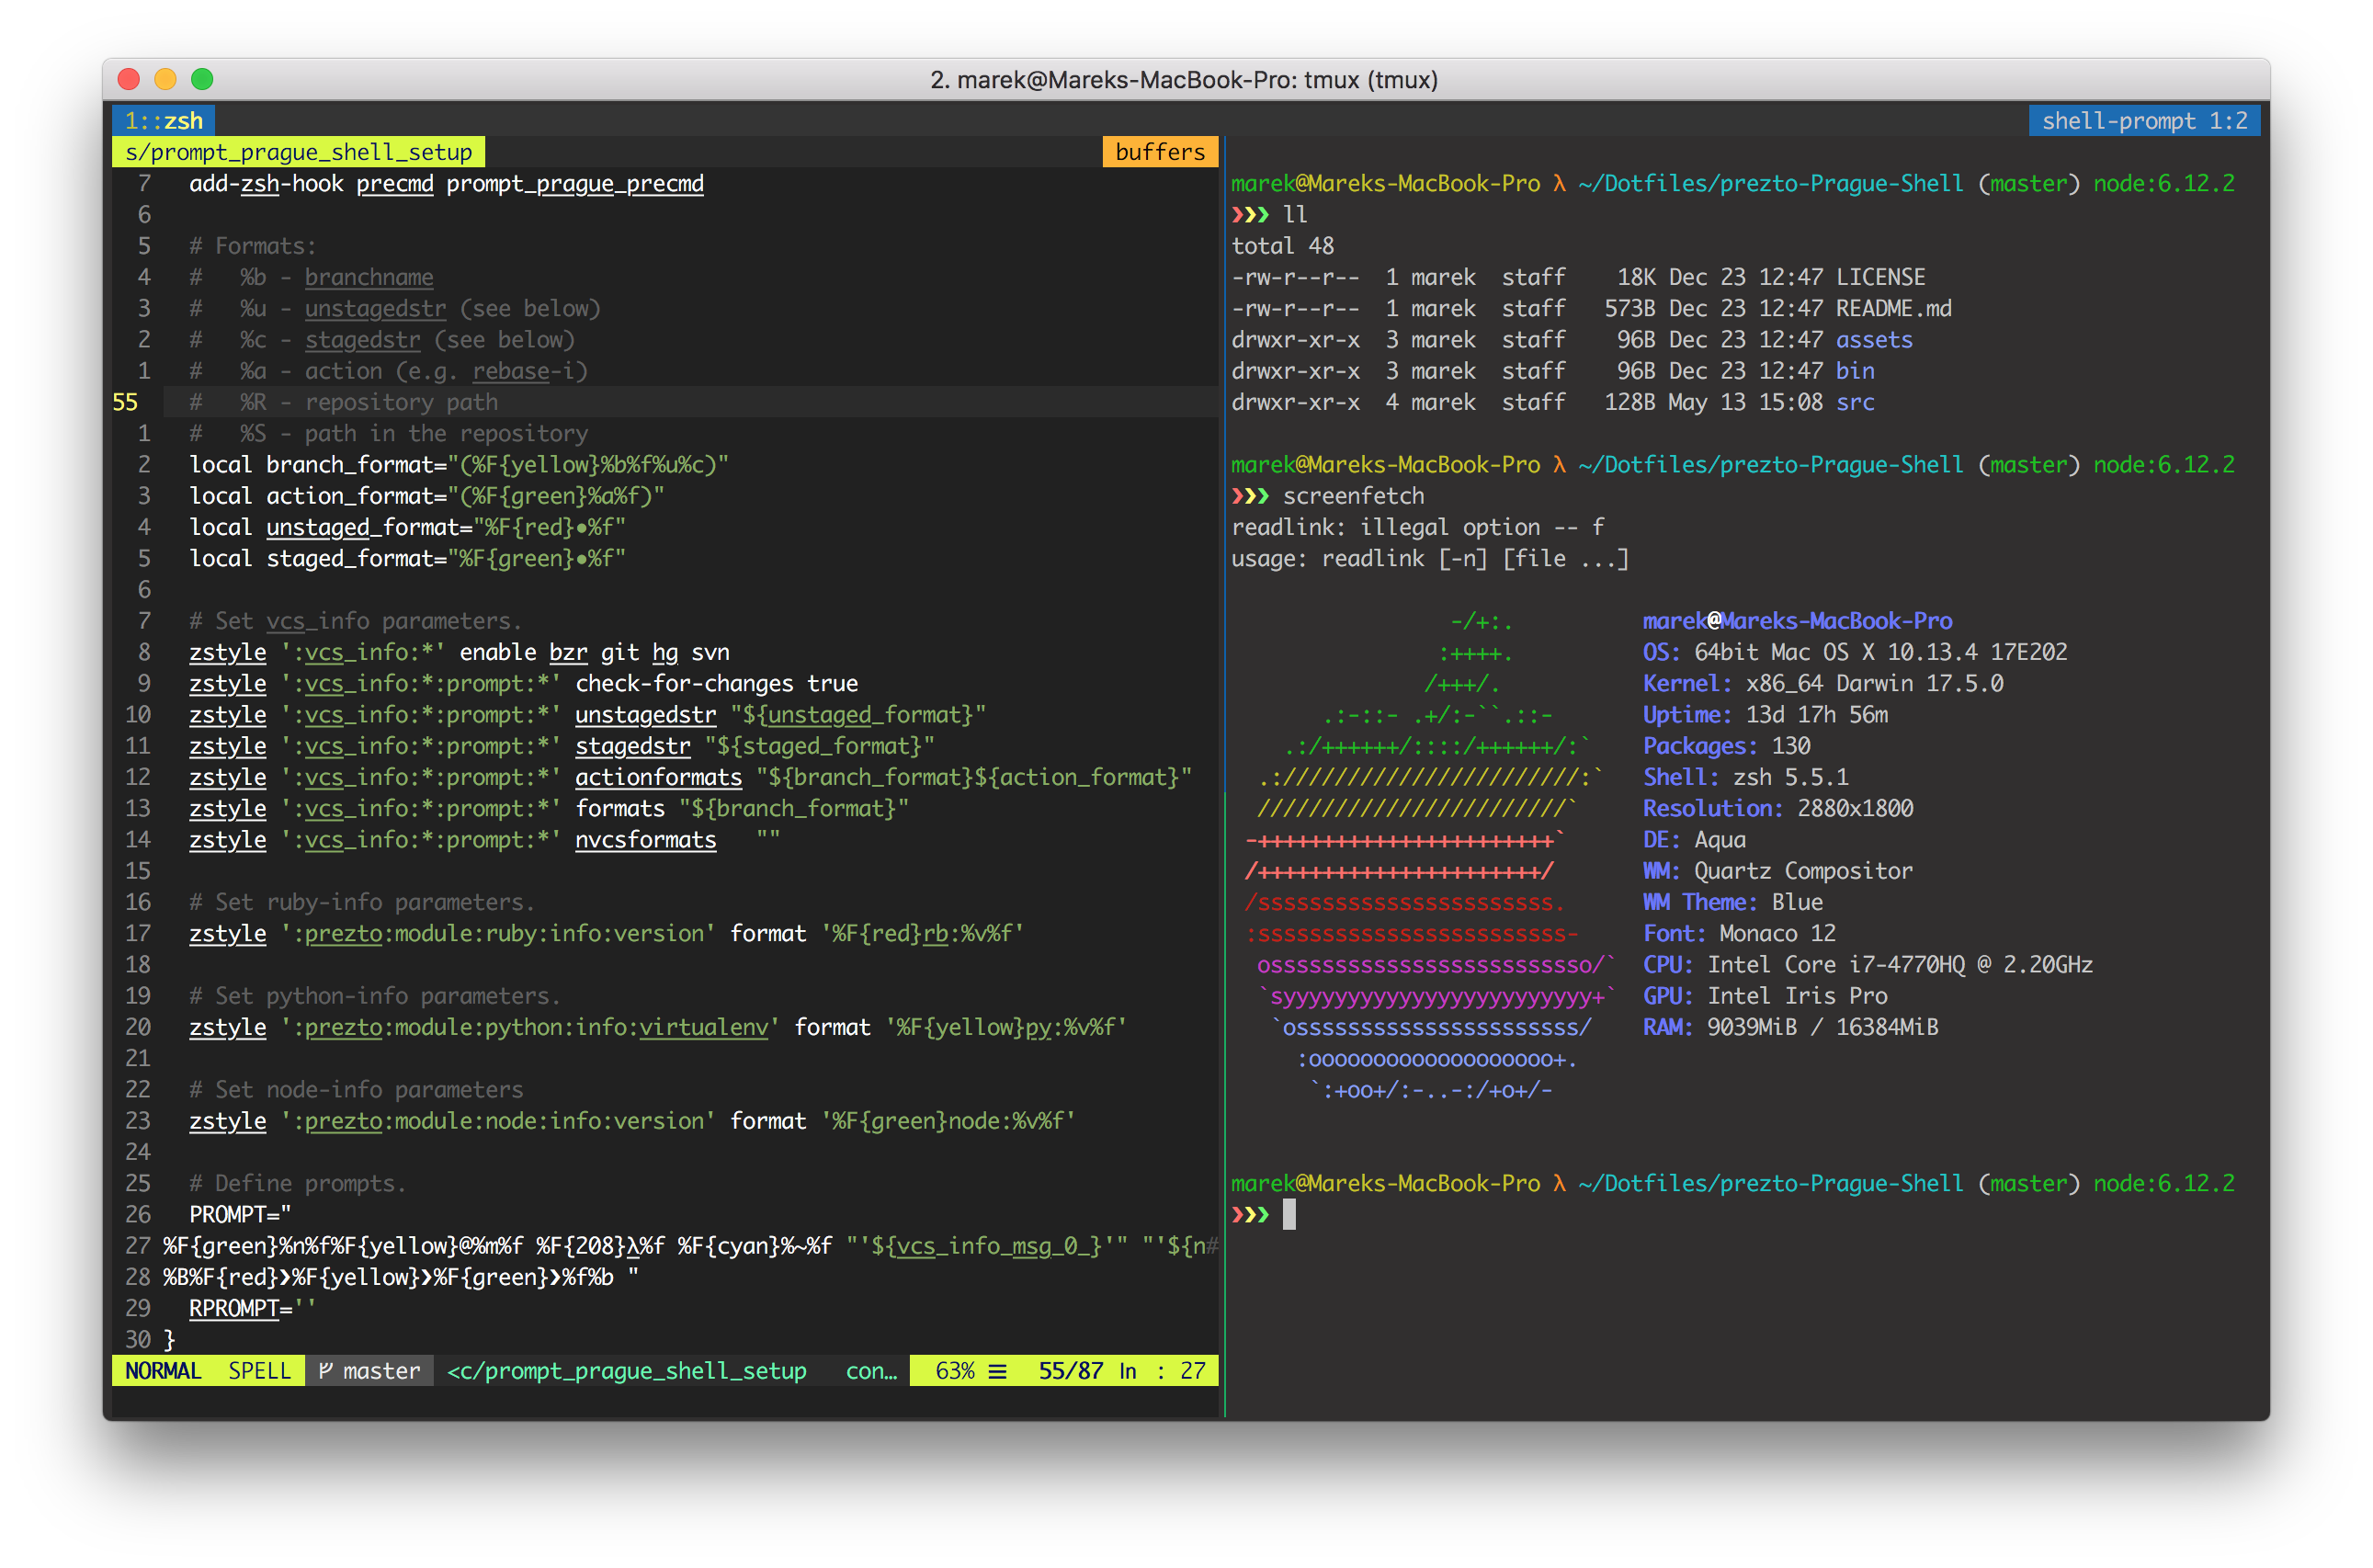 2. marek@Mareks-MacBook-Pro: tmux (tmux)
1::zsh
shell-prompt 1:2
s/prompt_prague_shell_setup
buffers
7   add-zsh-hook precmd prompt_prague_precmd
6
5   # Formats:
4   #   %b - branchname
3   #   %u - unstagedstr (see below)
2   #   %c - stagedstr (see below)
1   #   %a - action (e.g. rebase-i)
55   #   %R - repository path
1   #   %S - path in the repository
2   local branch_format="(%F{yellow}%b%f%u%c)"
3   local action_format="(%F{green}%a%f)"
4   local unstaged_format="%F{red}•%f"
5   local staged_format="%F{green}•%f"
6
7   # Set vcs_info parameters.
8   zstyle ':vcs_info:*' enable bzr git hg svn
9   zstyle ':vcs_info:*:prompt:*' check-for-changes true
10   zstyle ':vcs_info:*:prompt:*' unstagedstr "${unstaged_format}"
11   zstyle ':vcs_info:*:prompt:*' stagedstr "${staged_format}"
12   zstyle ':vcs_info:*:prompt:*' actionformats "${branch_format}${action_format}"
13   zstyle ':vcs_info:*:prompt:*' formats "${branch_format}"
14   zstyle ':vcs_info:*:prompt:*' nvcsformats   ""
15
16   # Set ruby-info parameters.
17   zstyle ':prezto:module:ruby:info:version' format '%F{red}rb:%v%f'
18
19   # Set python-info parameters.
20   zstyle ':prezto:module:python:info:virtualenv' format '%F{yellow}py:%v%f'
21
22   # Set node-info parameters
23   zstyle ':prezto:module:node:info:version' format '%F{green}node:%v%f'
24
25   # Define prompts.
26   PROMPT="
27 %F{green}%n%f%F{yellow}@%m%f %F{208}λ%f %F{cyan}%~%f "'${vcs_info_msg_0_}'" "'${n#
28 %B%F{red}❯%F{yellow}❯%F{green}❯%f%b "
29   RPROMPT=''
30 }
NORMAL  SPELL  master  <c/prompt_prague_shell_setup   con…  63% ☰  55/87 ln : 27
marek@Mareks-MacBook-Pro λ ~/Dotfiles/prezto-Prague-Shell (master) node:6.12.2
❯❯❯ ll
total 48
-rw-r--r--  1 marek  staff    18K Dec 23 12:47 LICENSE
-rw-r--r--  1 marek  staff   573B Dec 23 12:47 README.md
drwxr-xr-x  3 marek  staff    96B Dec 23 12:47 assets
drwxr-xr-x  3 marek  staff    96B Dec 23 12:47 bin
drwxr-xr-x  4 marek  staff   128B May 13 15:08 src
marek@Mareks-MacBook-Pro λ ~/Dotfiles/prezto-Prague-Shell (master) node:6.12.2
❯❯❯ screenfetch
readlink: illegal option -- f
usage: readlink [-n] [file ...]
                 -/+:.          marek@Mareks-MacBook-Pro
                :++++.          OS: 64bit Mac OS X 10.13.4 17E202
               /+++/.           Kernel: x86_64 Darwin 17.5.0
       .:-::- .+/:-``.::-       Uptime: 13d 17h 56m
    .:/++++++/::::/++++++/:`    Packages: 130
  .:///////////////////////:`   Shell: zsh 5.5.1
  ////////////////////////`     Resolution: 2880x1800
 -+++++++++++++++++++++++`      DE: Aqua
 /++++++++++++++++++++++/       WM: Quartz Compositor
 /sssssssssssssssssssssss.      WM Theme: Blue
 :ssssssssssssssssssssssss-     Font: Monaco 12
  osssssssssssssssssssssssso/`  CPU: Intel Core i7-4770HQ @ 2.20GHz
  `syyyyyyyyyyyyyyyyyyyyyyyy+`  GPU: Intel Iris Pro
   `ossssssssssssssssssssss/    RAM: 9039MiB / 16384MiB
     :ooooooooooooooooooo+.
      `:+oo+/:-..-:/+o+/-
marek@Mareks-MacBook-Pro λ ~/Dotfiles/prezto-Prague-Shell (master) node:6.12.2
❯❯❯